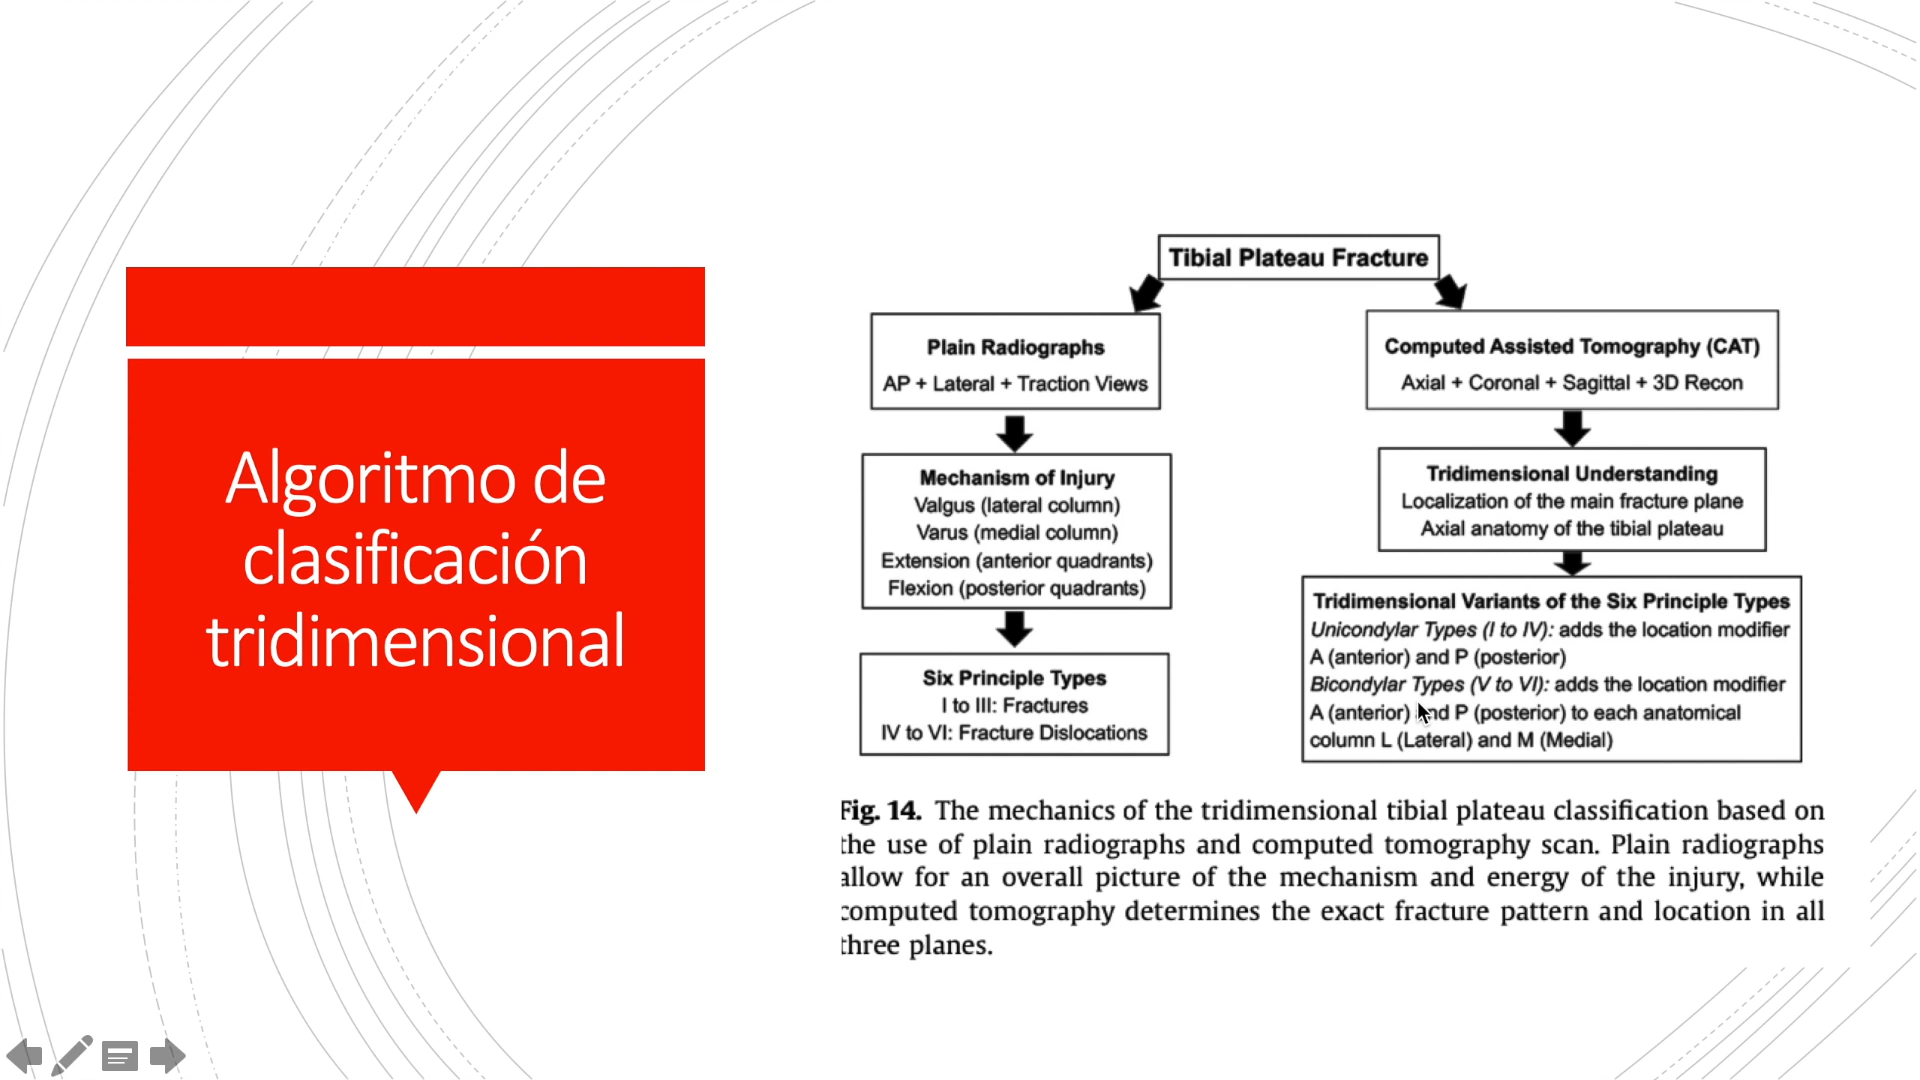 Algoritmo de
clasificación
tridimensional
Tibial Plateau Fracture
Plain Radiographs
AP + Lateral + Traction Views
Mechanism of Injury
Valgus (lateral column)
Varus (medial column)
Extension (anterior quadrants)
Flexion (posterior quadrants)
Six Principle Types
I to III: Fractures
IV to VI: Fracture Dislocations
Computed Assisted Tomography (CAT)
Axial + Coronal + Sagittal + 3D Recon
Tridimensional Understanding
Localization of the main fracture plane
Axial anatomy of the tibial plateau
Tridimensional Variants of the Six Principle Types
Unicondylar Types (I to IV): adds the location modifier
A (anterior) and P (posterior)
Bicondylar Types (V to VI): adds the location modifier
A (anterior) and P (posterior) to each anatomical
column L (Lateral) and M (Medial)
Fig. 14. The mechanics of the tridimensional tibial plateau classification based on
the use of plain radiographs and computed tomography scan. Plain radiographs
allow for an overall picture of the mechanism and energy of the injury, while
computed tomography determines the exact fracture pattern and location in all
three planes.